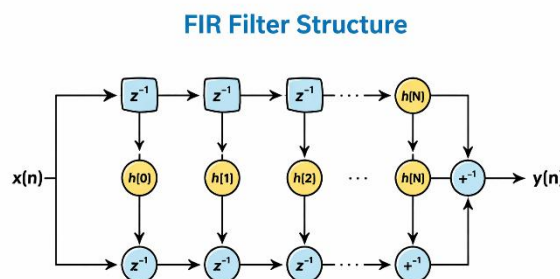 FIR Filter Structure
z⁻¹ z⁻¹ z⁻¹ ..... h[N]
x(n) h[0] h[1] h[2] ... h[N] +⁻¹ y(n)
z⁻¹ z⁻¹ z⁻¹ ..... +⁻¹